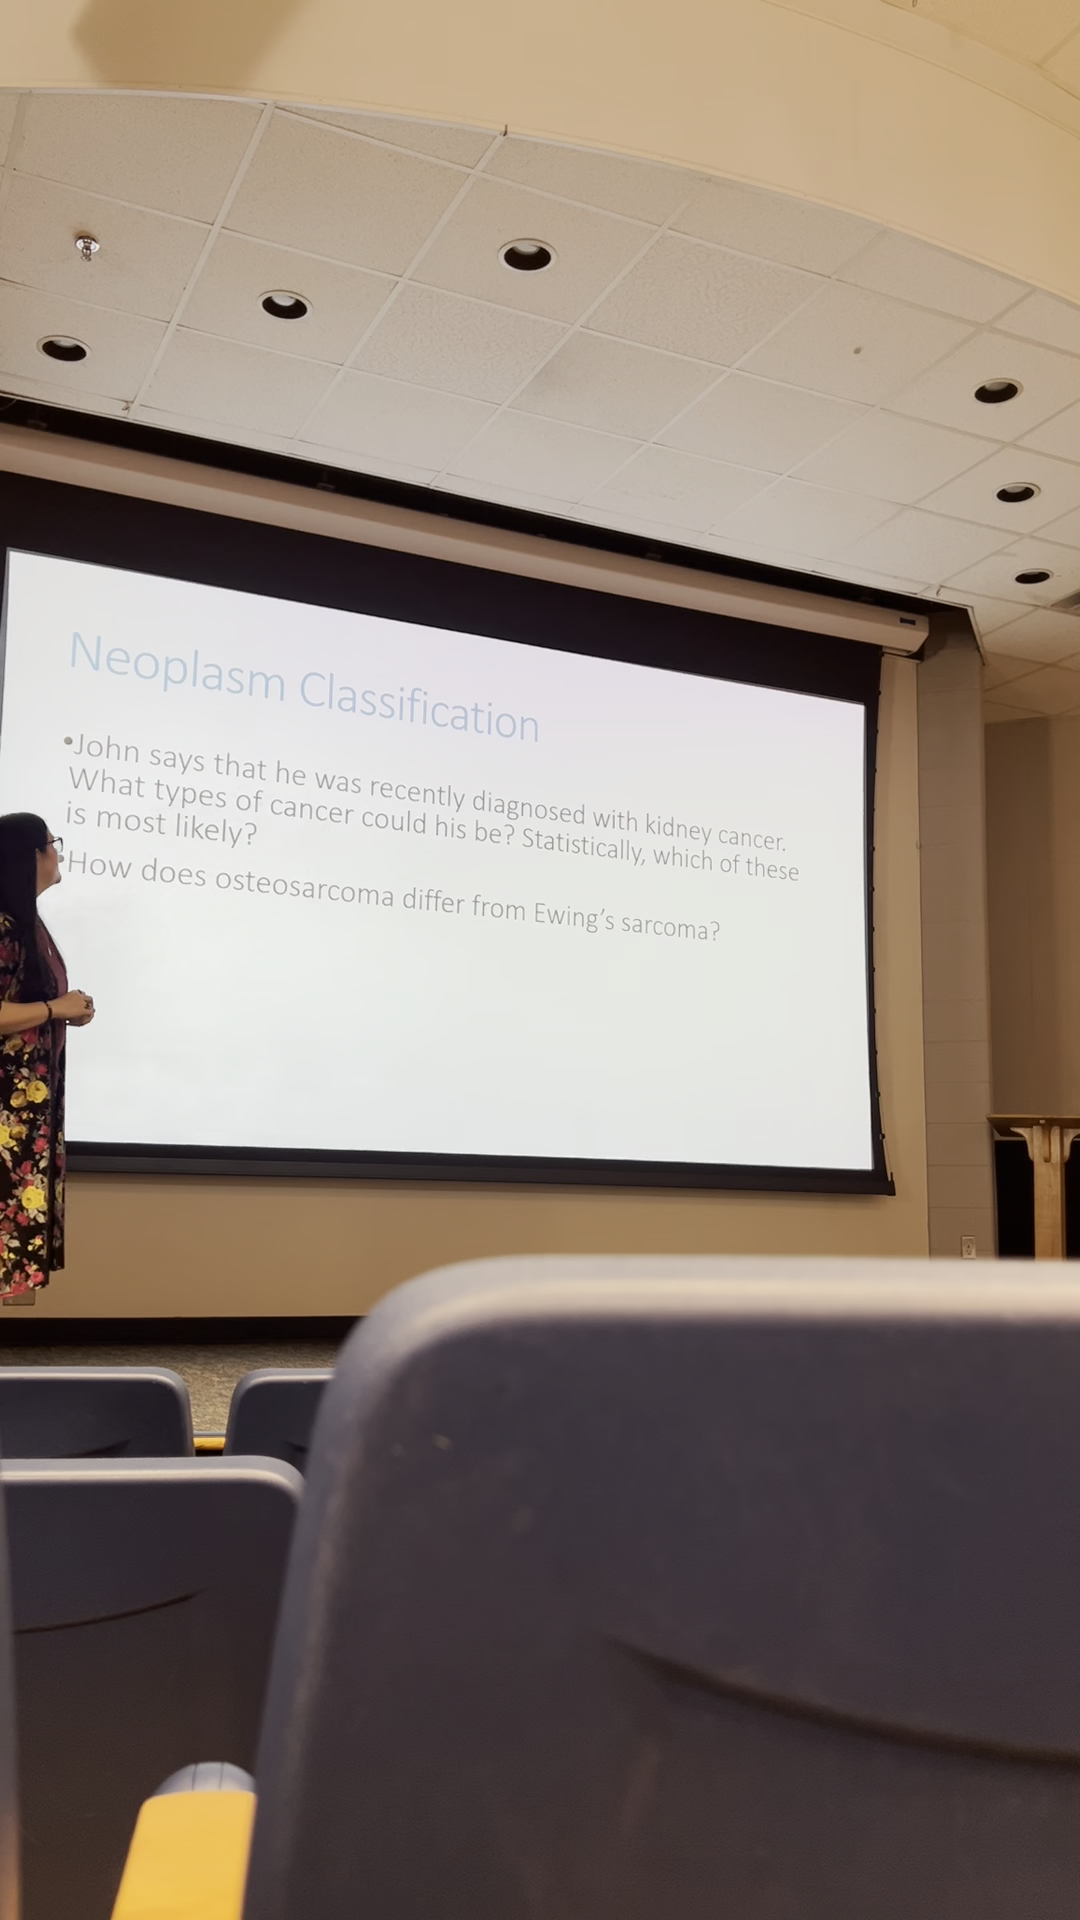 Neoplasm Classification
•John says that he was recently diagnosed with kidney cancer.
What types of cancer could his be? Statistically, which of these
is most likely?
•How does osteosarcoma differ from Ewing's sarcoma?